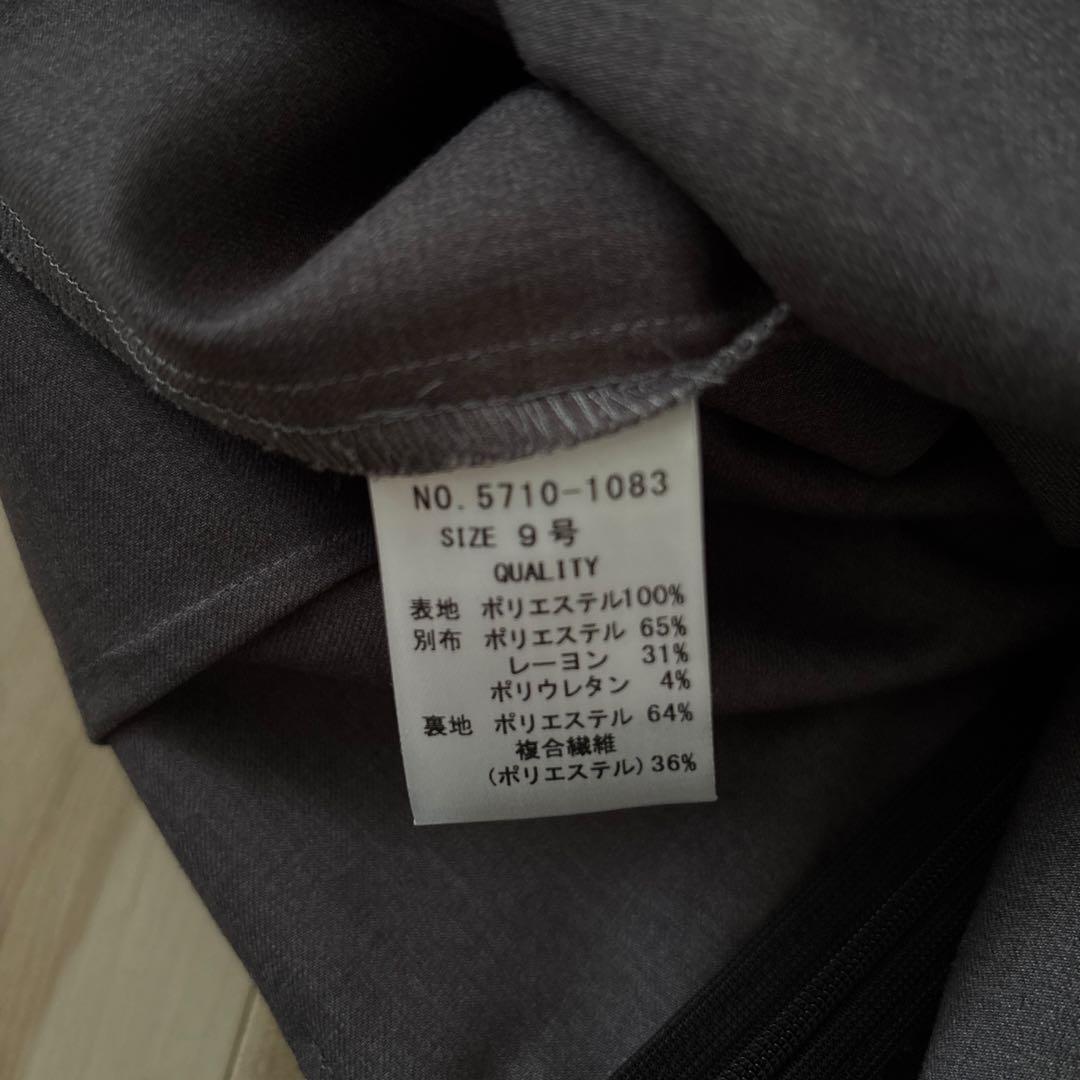 NO. 5710-1083
SIZE 9号
QUALITY
表地 ポリエステル100%
別布 ポリエステル 65%
レーヨン 31%
ポリウレタン 4%
裏地 ポリエステル 64%
複合繊維
(ポリエステル) 36%